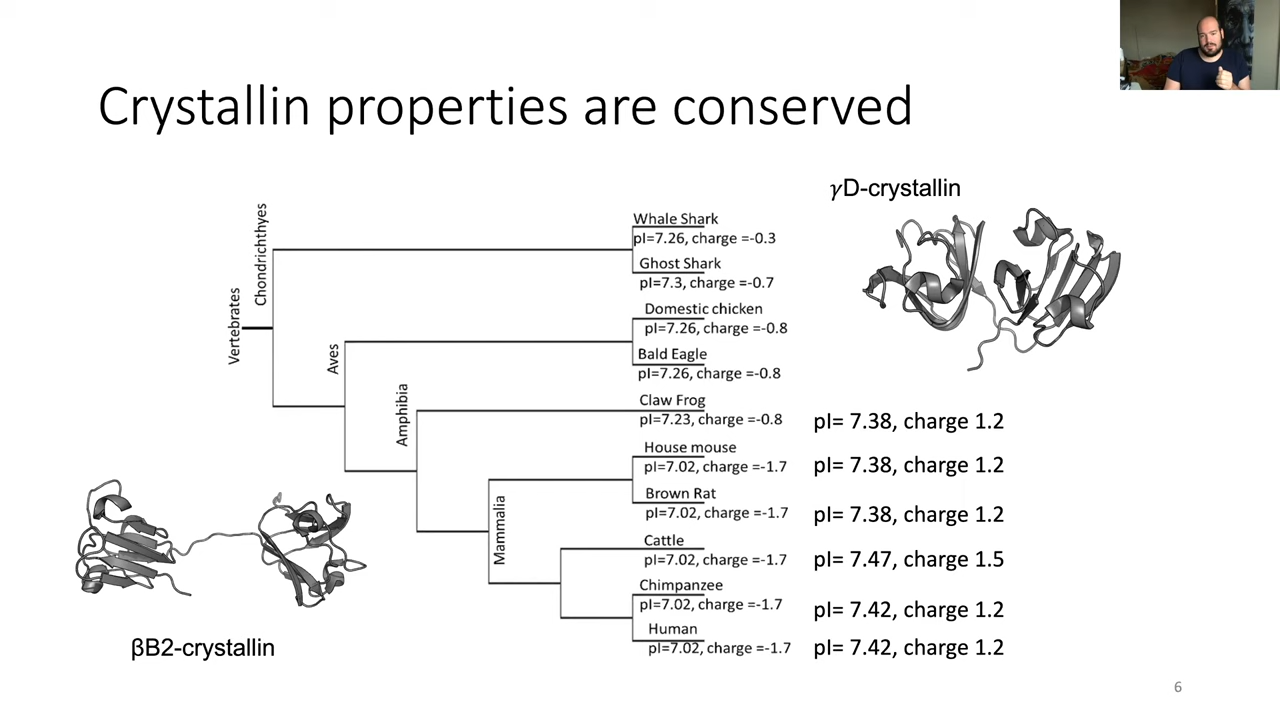 Crystallin properties are conserved
γD-crystallin
Vertebrates
Chondrichthyes
Aves
Amphibia
Mammalia
Whale Shark
pI=7.26, charge =-0.3
Ghost Shark
pI=7.3, charge =-0.7
Domestic chicken
pI=7.26, charge =-0.8
Bald Eagle
pI=7.26, charge =-0.8
Claw Frog
pI=7.23, charge =-0.8 pI= 7.38, charge 1.2
House mouse
pI=7.02, charge =-1.7 pI= 7.38, charge 1.2
Brown Rat
pI=7.02, charge =-1.7 pI= 7.38, charge 1.2
Cattle
pI=7.02, charge =-1.7 pI= 7.47, charge 1.5
Chimpanzee
pI=7.02, charge =-1.7 pI= 7.42, charge 1.2
Human
pI=7.02, charge =-1.7 pI= 7.42, charge 1.2
βB2-crystallin
6